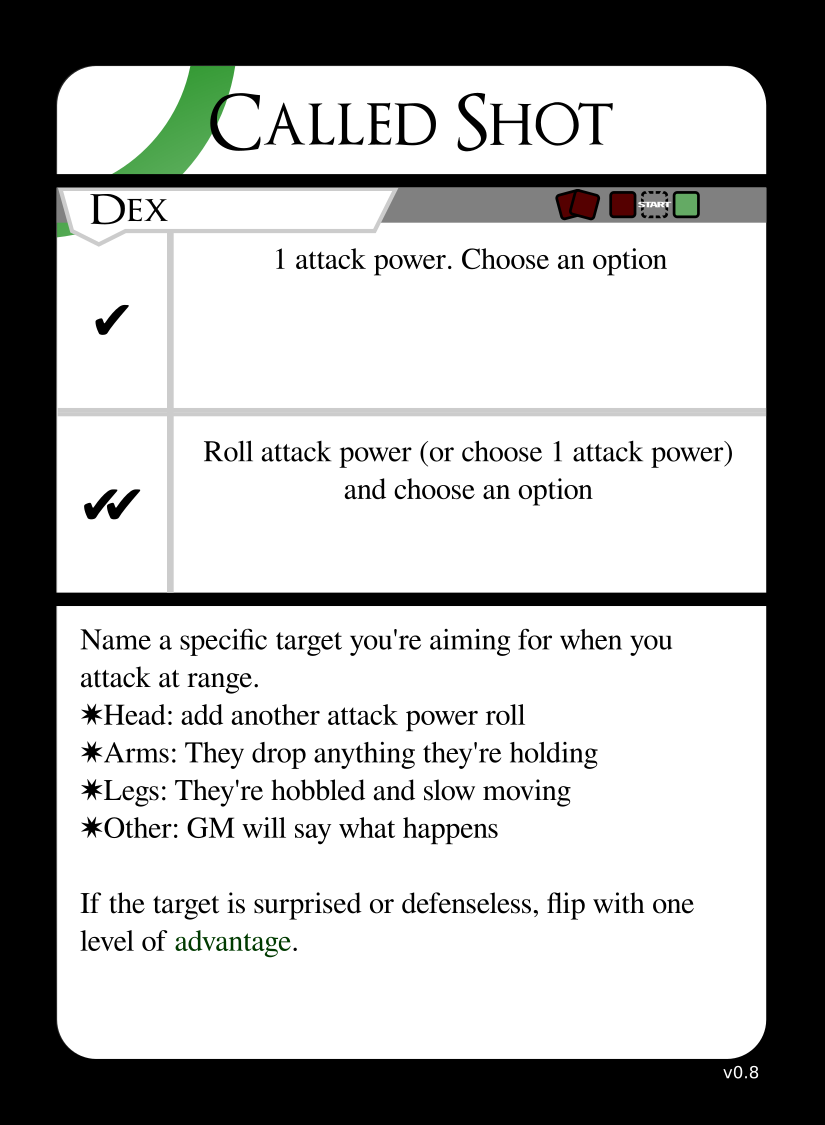 Called Shot
Dex
START
✔
1 attack power. Choose an option
✔✔
Roll attack power (or choose 1 attack power)
and choose an option
Name a specific target you're aiming for when you
attack at range.
✷Head: add another attack power roll
✷Arms: They drop anything they're holding
✷Legs: They're hobbled and slow moving
✷Other: GM will say what happens
If the target is surprised or defenseless, flip with one
level of advantage.
v0.8